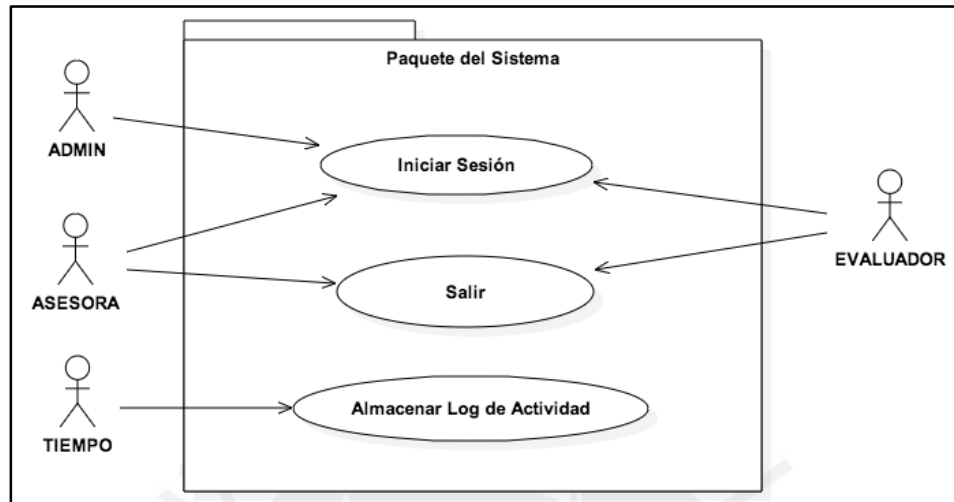 Paquete del Sistema
ADMIN
Iniciar Sesión
ASESORA
EVALUADOR
Salir
Almacenar Log de Actividad
TIEMPO